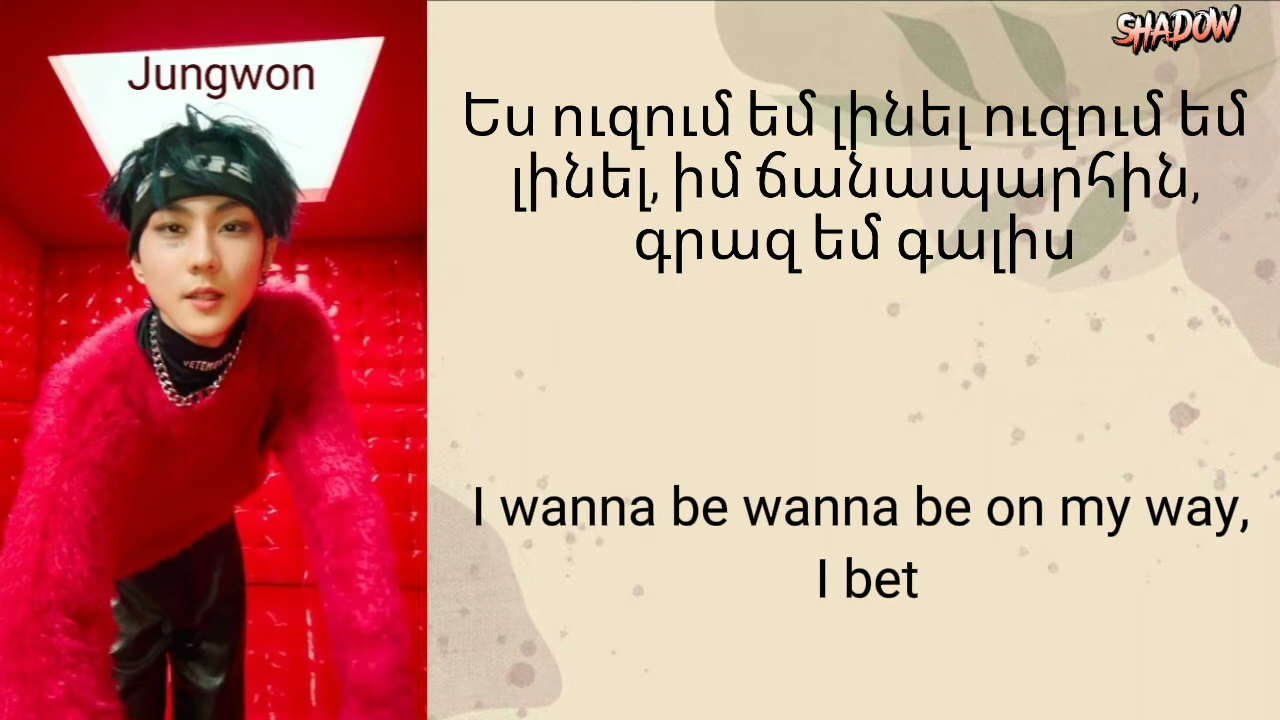 Jungwon
SHADOW
Ես ուզում եմ լինել ուզում եմ
լինել, իմ ճանապարհին,
գրազ եմ գալիս
VETEMENTS
I wanna be wanna be on my way,
I bet